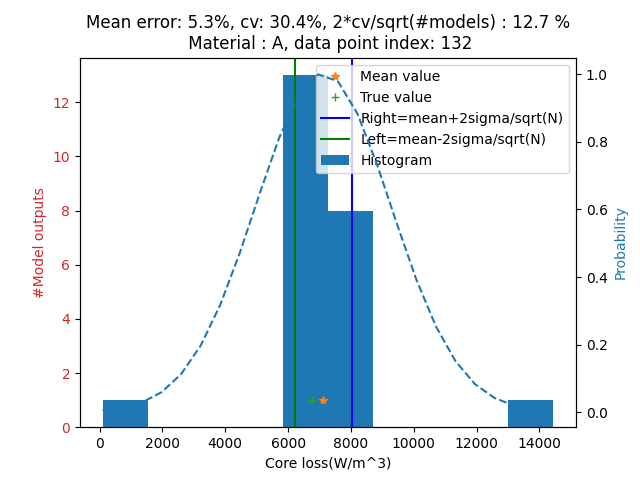 Mean error: 5.3%, cv: 30.4%, 2*cv/sqrt(#models) : 12.7 %
Material : A, data point index: 132
Mean value
True value
Right=mean+2sigma/sqrt(N)
Left=mean-2sigma/sqrt(N)
Histogram
#Model outputs
12
10
8
6
4
2
0
1.0
0.8
0.6
0.4
0.2
0.0
Probability
0
2000
4000
6000
8000
10000
12000
14000
Core loss(W/m^3)